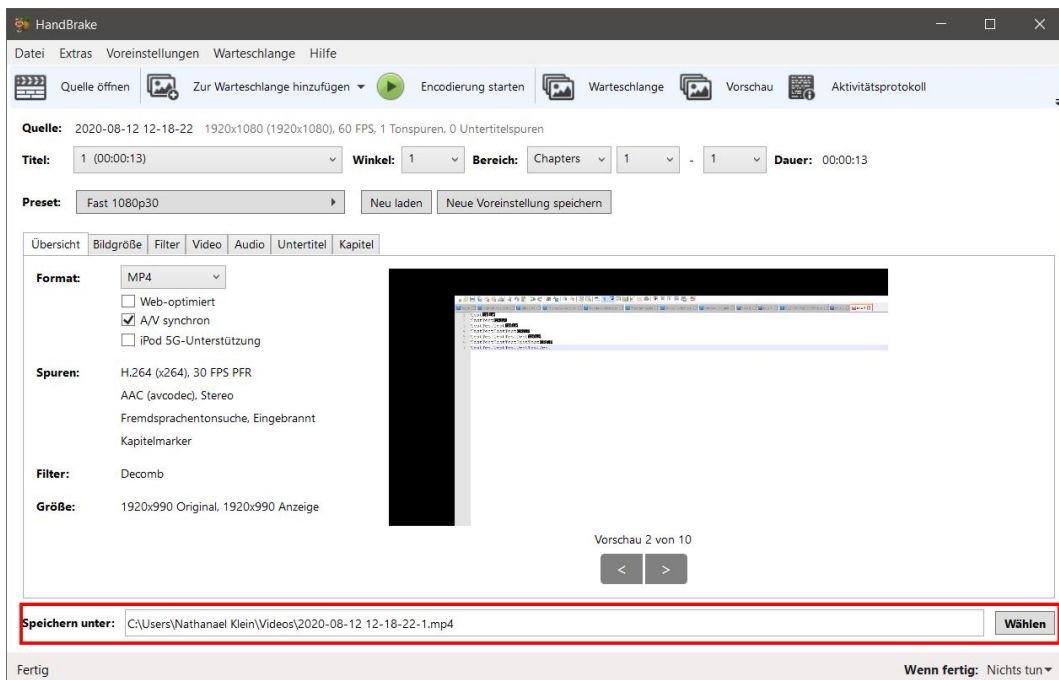 HandBrake
Datei Extras Voreinstellungen Warteschlange Hilfe
Quelle öffnen Zur Warteschlange hinzufügen Encodierung starten Warteschlange Vorschau Aktivitätsprotokoll
Quelle: 2020-08-12 12-18-22 1920x1080 (1920x1080), 60 FPS, 1 Tonspuren, 0 Untertitelspuren
Titel: 1 (00:00:13) Winkel: 1 Bereich: Chapters 1 - 1 Dauer: 00:00:13
Preset: Fast 1080p30 Neu laden Neue Voreinstellung speichern
Übersicht Bildgröße Filter Video Audio Untertitel Kapitel
Format: MP4
Web-optimiert
A/V synchron
iPod 5G-Unterstützung
Spuren: H.264 (x264), 30 FPS PFR
AAC (avcodec), Stereo
Fremdsprachentonsuche, Eingebrannt
Kapitelmarker
Filter: Decomb
Größe: 1920x990 Original, 1920x990 Anzeige
Vorschau 2 von 10
< >
Speichern unter: C:\Users\Nathanael Klein\Videos\2020-08-12 12-18-22-1.mp4 Wählen
Fertig Wenn fertig: Nichts tun